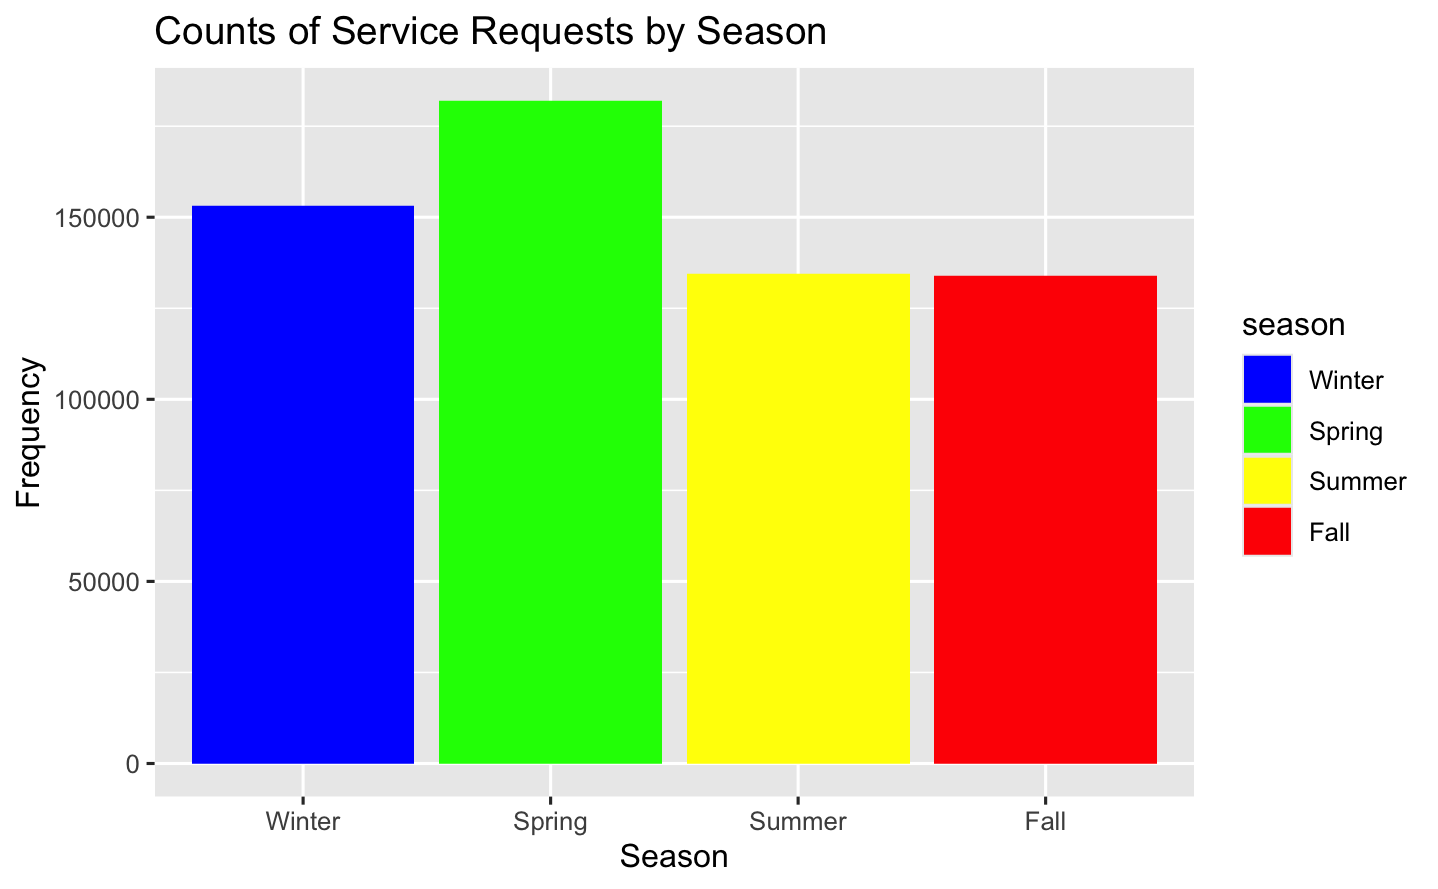 Counts of Service Requests by Season
Frequency
150000
100000
50000
0
Winter
Spring
Summer
Fall
Season
season
Winter
Spring
Summer
Fall